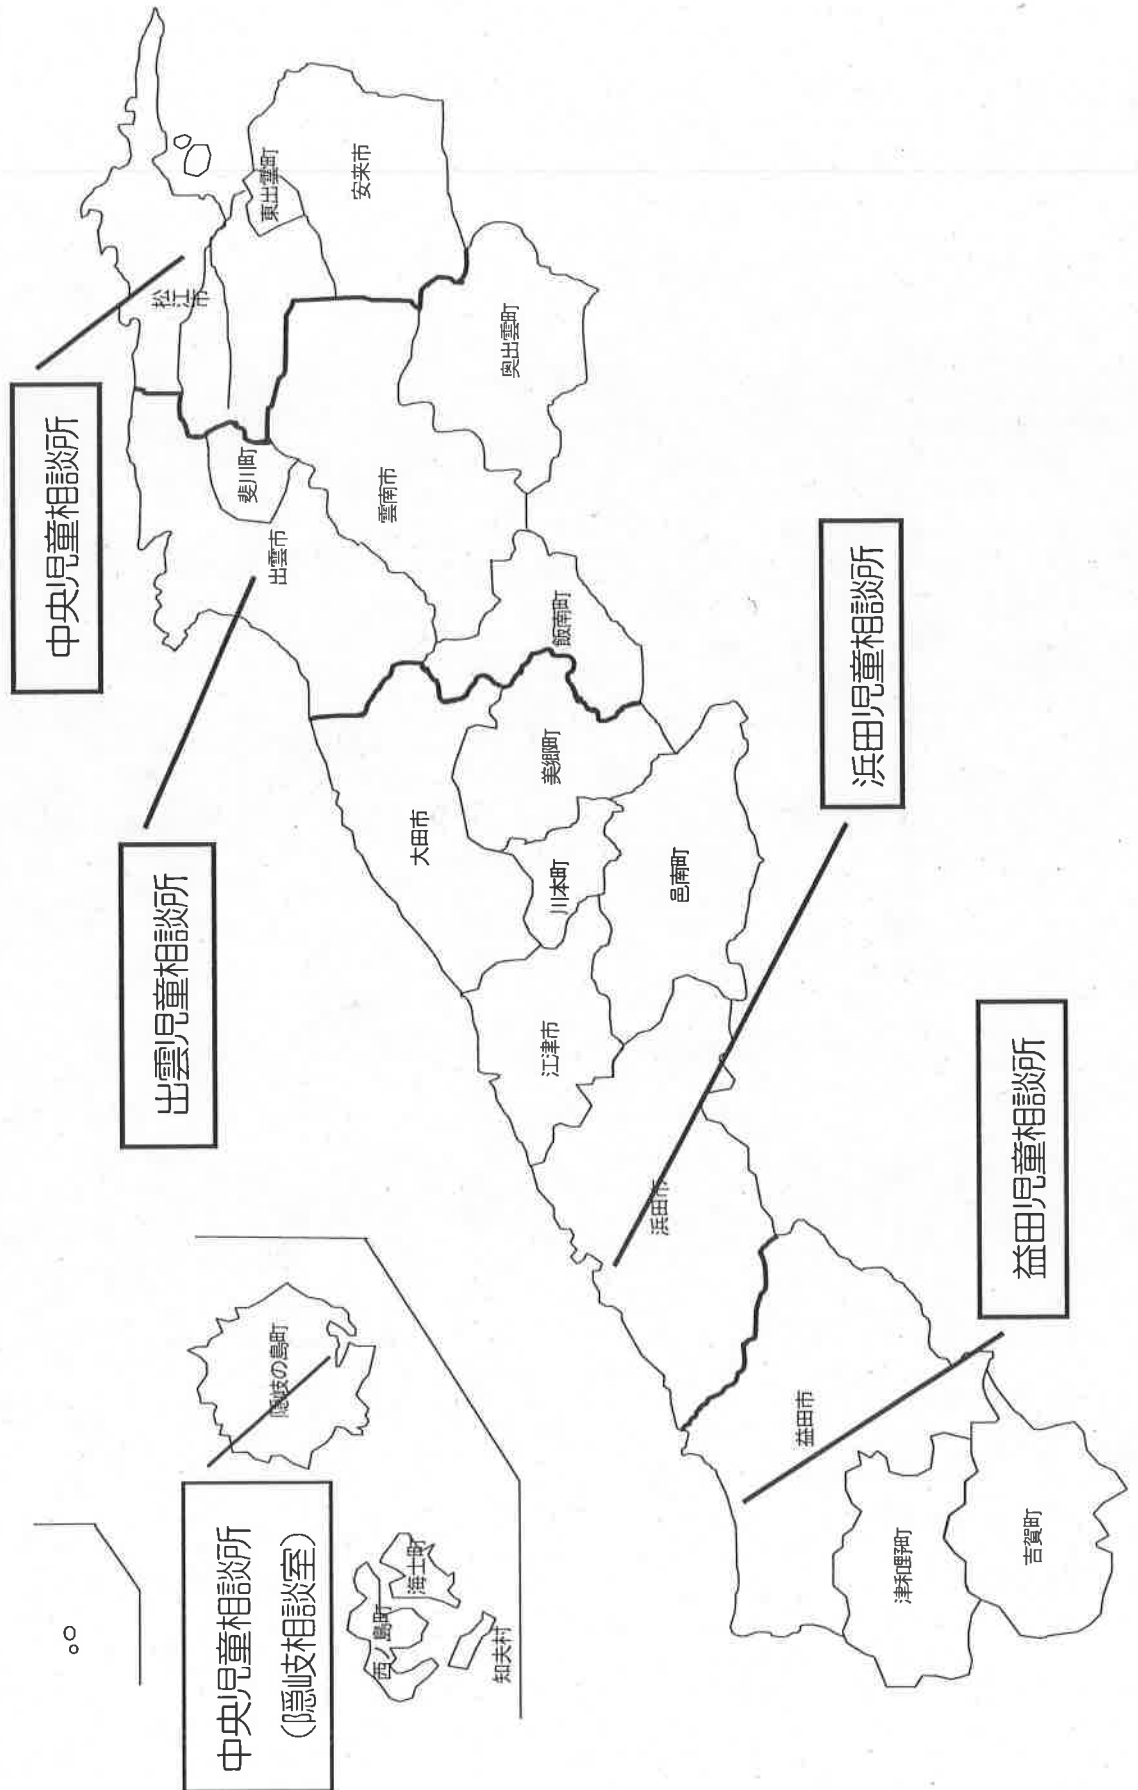 中央児童相談所
(隠岐相談室)
隠岐の島町
西ノ島町
海士町
知夫村
出雲児童相談所
中央児童相談所
松江市
東出雲町
安来市
斐川町
出雲市
雲南市
奥出雲町
飯南町
大田市
美郷町
川本町
邑南町
江津市
浜田市
浜田児童相談所
益田市
益田児童相談所
津和野町
吉賀町